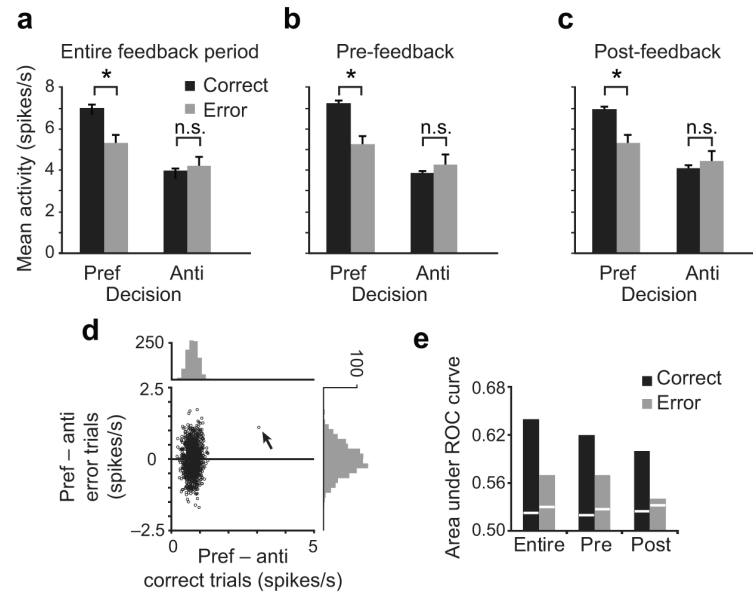 a
Entire feedback period
b
Pre-feedback
c
Post-feedback
Mean activity (spikes/s)
8
6
4
2
0
*
Correct
Error
n.s.
Pref Anti
Decision
*
n.s.
Pref Anti
Decision
*
n.s.
Pref Anti
Decision
d
250
100
Pref – anti
error trials
(spikes/s)
2.5
0
−2.5
0 5
Pref – anti
correct trials (spikes/s)
e
Correct
Error
Area under ROC curve
0.68
0.62
0.56
0.50
Entire Pre Post